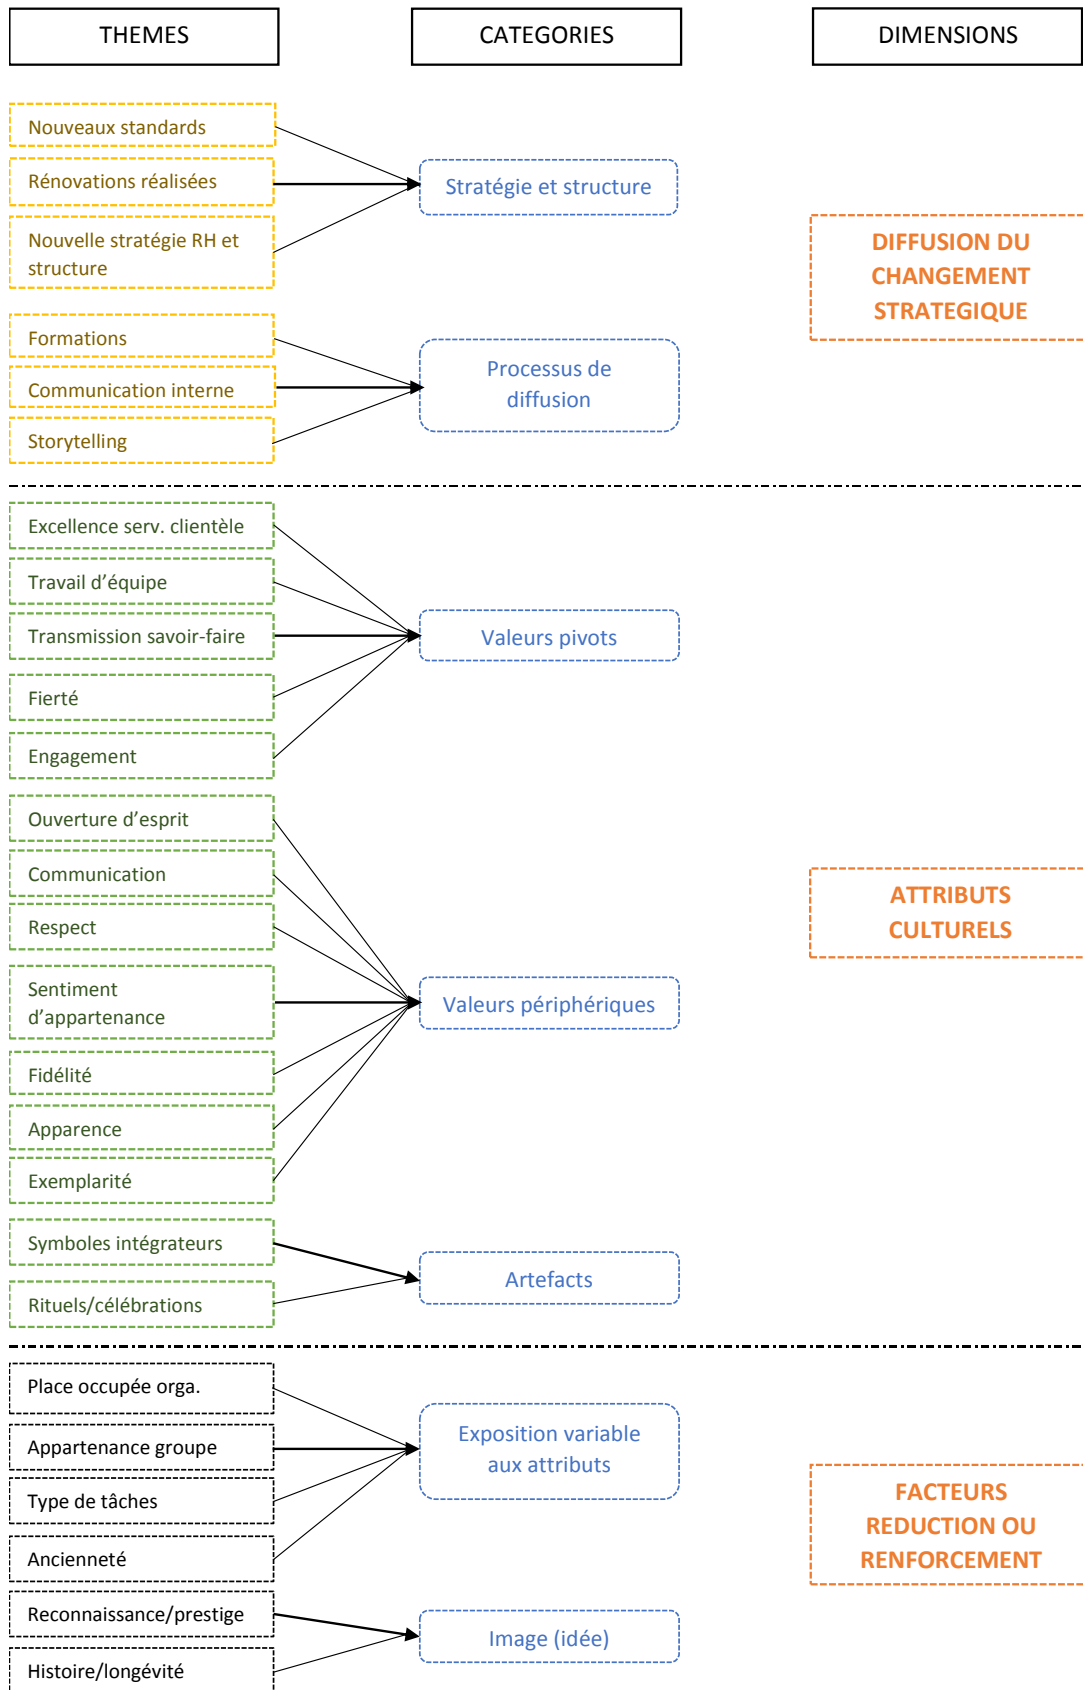 THEMES
CATEGORIES
DIMENSIONS
Nouveaux standards
Rénovations réalisées
Nouvelle stratégie RH et
structure
Stratégie et structure
Formations
Communication interne
Storytelling
Processus de
diffusion
DIFFUSION DU
CHANGEMENT
STRATEGIQUE
Excellence serv. clientèle
Travail d’équipe
Transmission savoir-faire
Fierté
Engagement
Valeurs pivots
Ouverture d’esprit
Communication
Respect
Sentiment
d’appartenance
Fidélité
Apparence
Exemplarité
Valeurs périphériques
Symboles intégrateurs
Rituels/célébrations
Artefacts
ATTRIBUTS
CULTURELS
Place occupée orga.
Appartenance groupe
Type de tâches
Ancienneté
Exposition variable
aux attributs
Reconnaissance/prestige
Histoire/longévité
Image (idée)
FACTEURS
REDUCTION OU
RENFORCEMENT